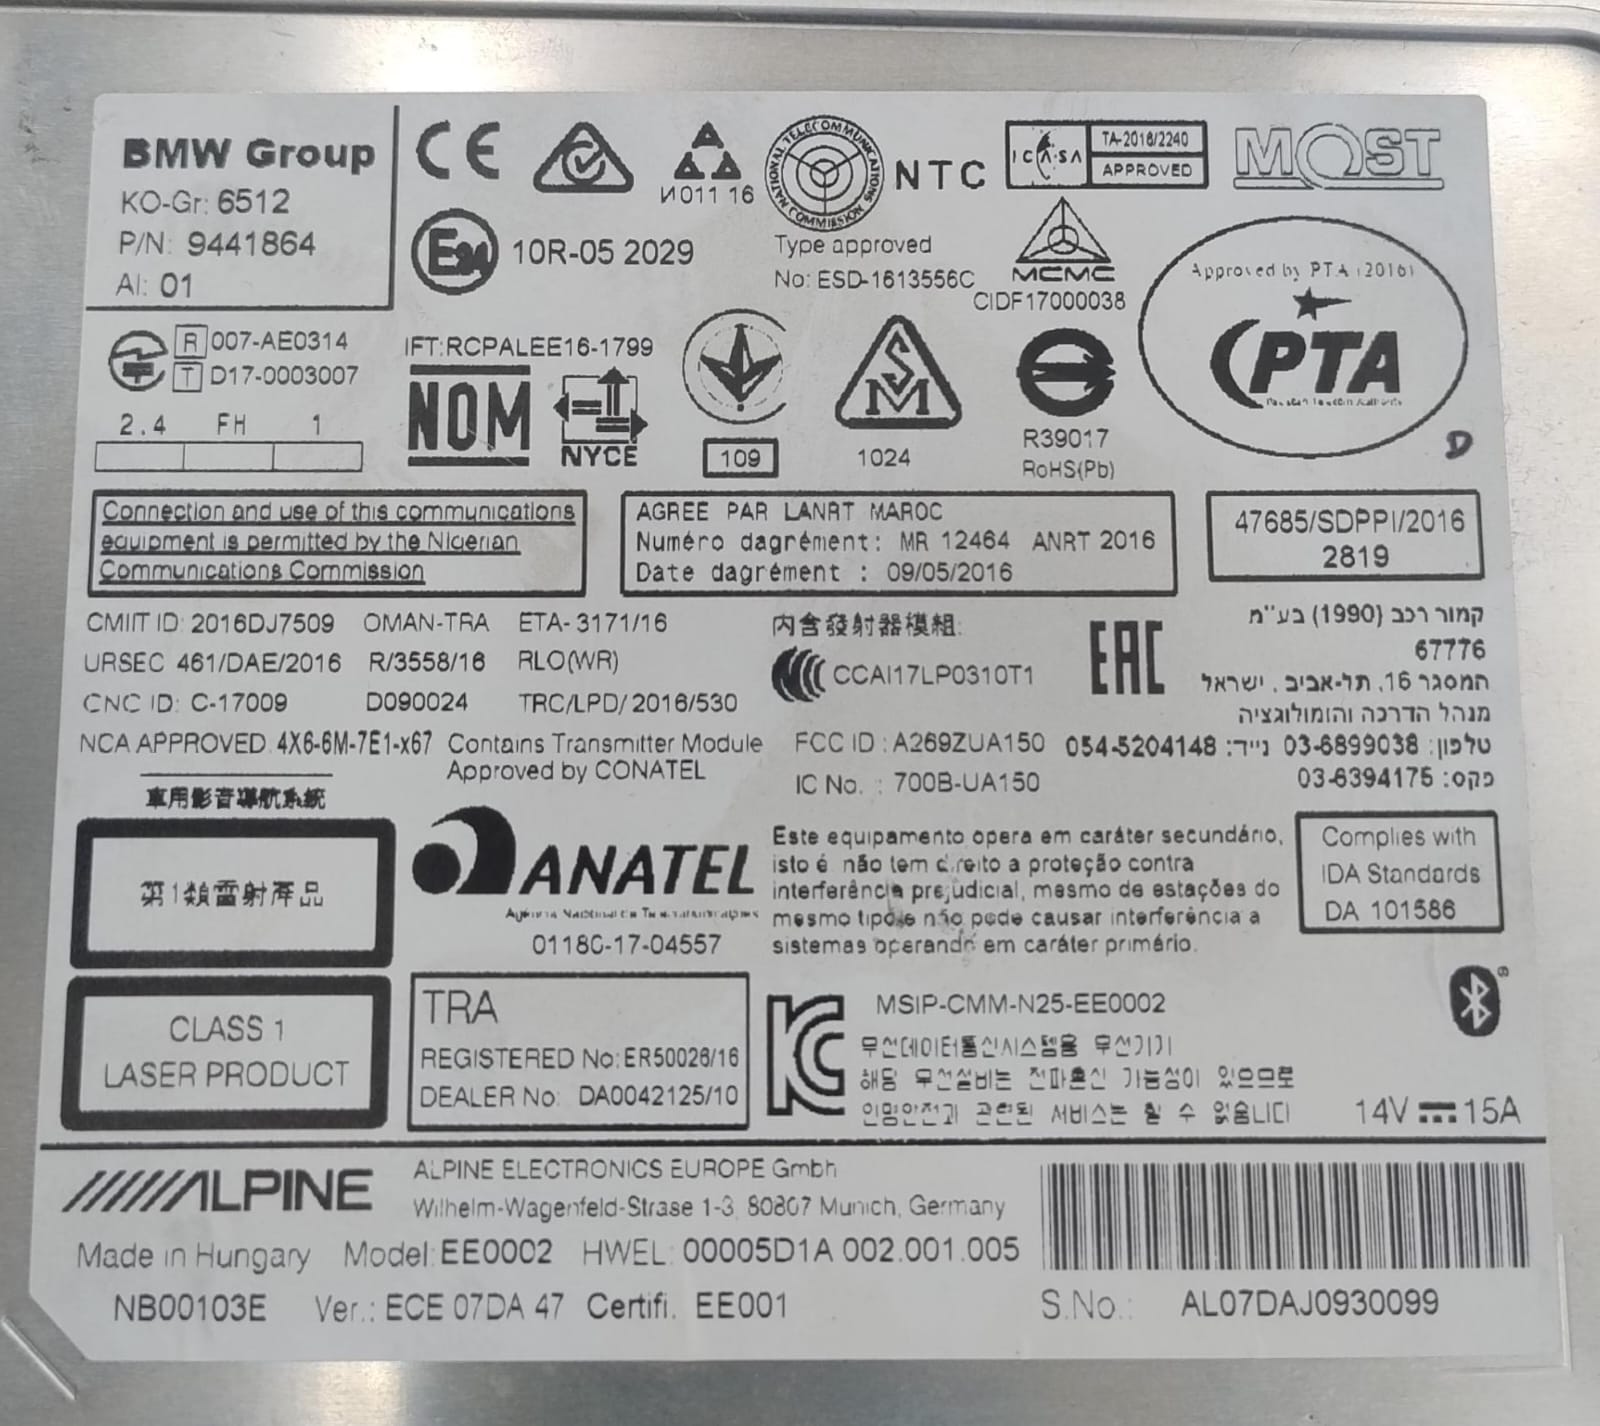 BMW Group
KO-Gr: 6512
P/N: 9441864
AI: 01
CE
И011 16
NATIONAL TELECOMMUNICATIONS COMMISSION
NTC
Type approved
No: ESD-1613556C
ICASA
TA-2016/2240
APPROVED
MOST
E24 10R-05 2029
MCMC
CIDF17000038
Approved by PTA (2016)
PTA
R 007-AE0314
T D17-0003007
2.4 FH 1
IFT:RCPALEE16-1799
NOM
NYCE
109
SM
1024
R39017
RoHS(Pb)
D
Connection and use of this communications
equipment is permitted by the Nigerian
Communications Commission
AGREE PAR LANRT MAROC
Numéro dagrément: MR 12464 ANRT 2016
Date dagrément : 09/05/2016
47685/SDPPI/2016
2819
CMIIT ID: 2016DJ7509 OMAN-TRA ETA- 3171/16
URSEC 461/DAE/2016 R/3558/16 RLO(WR)
CNC ID: C-17009 D090024 TRC/LPD/2016/530
NCA APPROVED: 4X6-6M-7E1-x67 Contains Transmitter Module
Approved by CONATEL
內含發射器模組:
CCAI17LP0310T1
EAC
FCC ID : A269ZUA150
IC No. : 700B-UA150
קמור רכב (1990) בע''מ
67776
המסגר 16, תל-אביב, ישראל
מנהל הדרכה והומולוגציה
טלפון: 03-6899038 נייד: 054-5204148
פקס: 03-6394175
車用影音導航系統
第1類雷射產品
CLASS 1
LASER PRODUCT
ANATEL
Agência Nacional de Telecomunicações
01180-17-04557
Este equipamento opera em caráter secundário,
isto é não tem direito a proteção contra
interferência prejudicial, mesmo de estações do
mesmo tipo e não pode causar interferência a
sistemas operando em caráter primário.
Complies with
IDA Standards
DA 101586
TRA
REGISTERED No: ER50026/16
DEALER No: DA0042125/10
KC
MSIP-CMM-N25-EE0002
무선데이터통신시스템용 무선기기
해당 무선설비는 전파혼신 가능성이 있으므로
인명안전과 관련된 서비스는 할 수 없습니다
14V 15A
ALPINE
ALPINE ELECTRONICS EUROPE Gmbh
Wilhelm-Wagenfeld-Strase 1-3, 80807 Munich, Germany
Made in Hungary Model: EE0002 HWEL: 00005D1A 002.001.005
NB00103E Ver.: ECE 07DA 47 Certifi. EE001
S.No.: AL07DAJ0930099